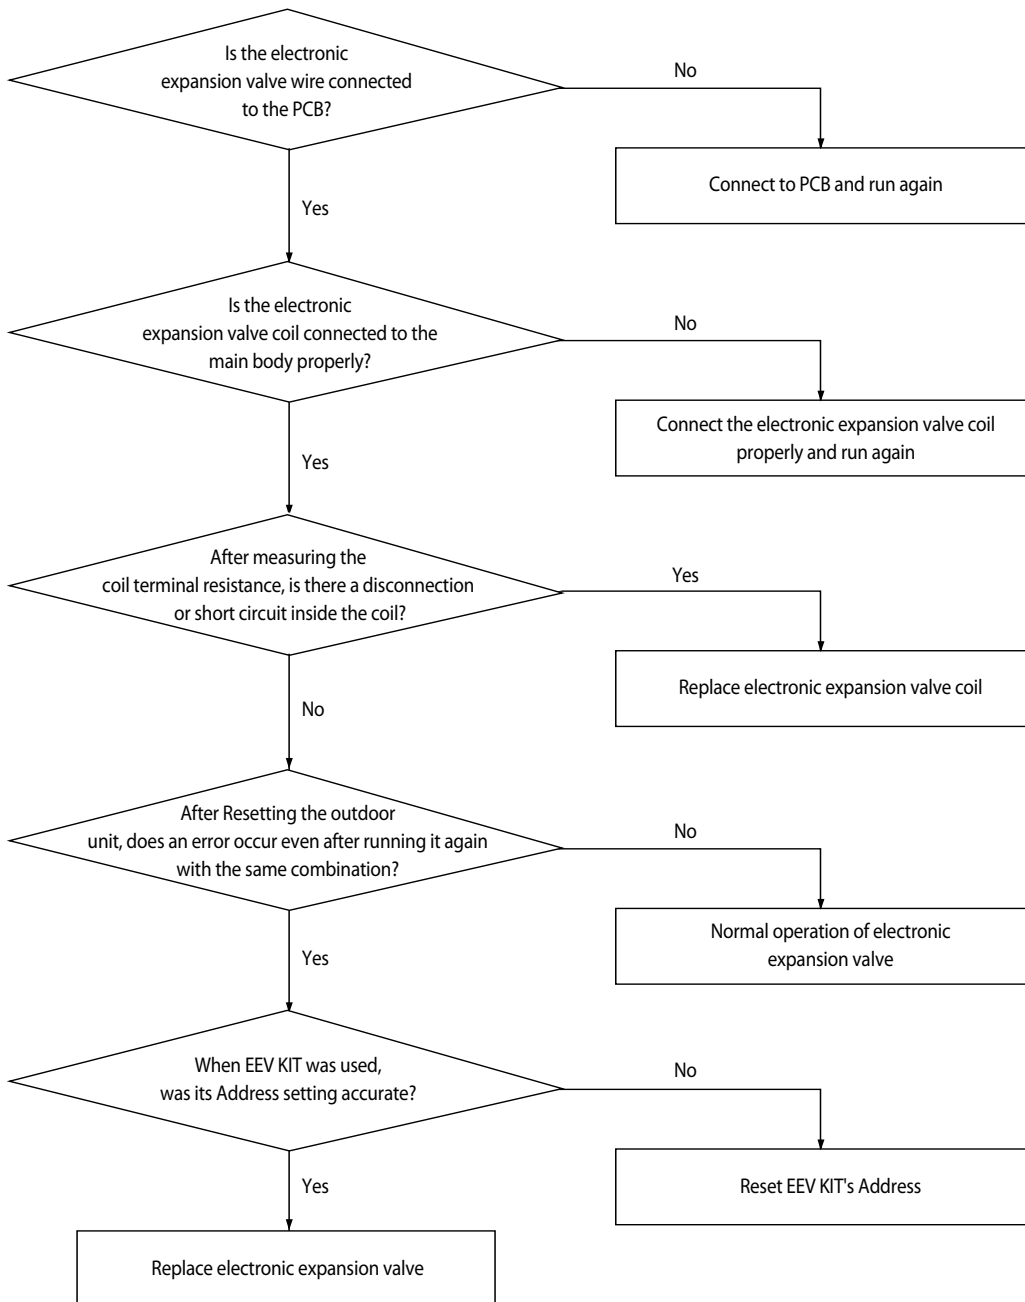 Is the electronic
expansion valve wire connected
to the PCB?
No
Connect to PCB and run again
Yes
Is the electronic
expansion valve coil connected to the
main body properly?
No
Connect the electronic expansion valve coil
properly and run again
Yes
After measuring the
coil terminal resistance, is there a disconnection
or short circuit inside the coil?
Yes
Replace electronic expansion valve coil
No
After Resetting the outdoor
unit, does an error occur even after running it again
with the same combination?
No
Normal operation of electronic
expansion valve
Yes
When EEV KIT was used,
was its Address setting accurate?
No
Reset EEV KIT's Address
Yes
Replace electronic expansion valve